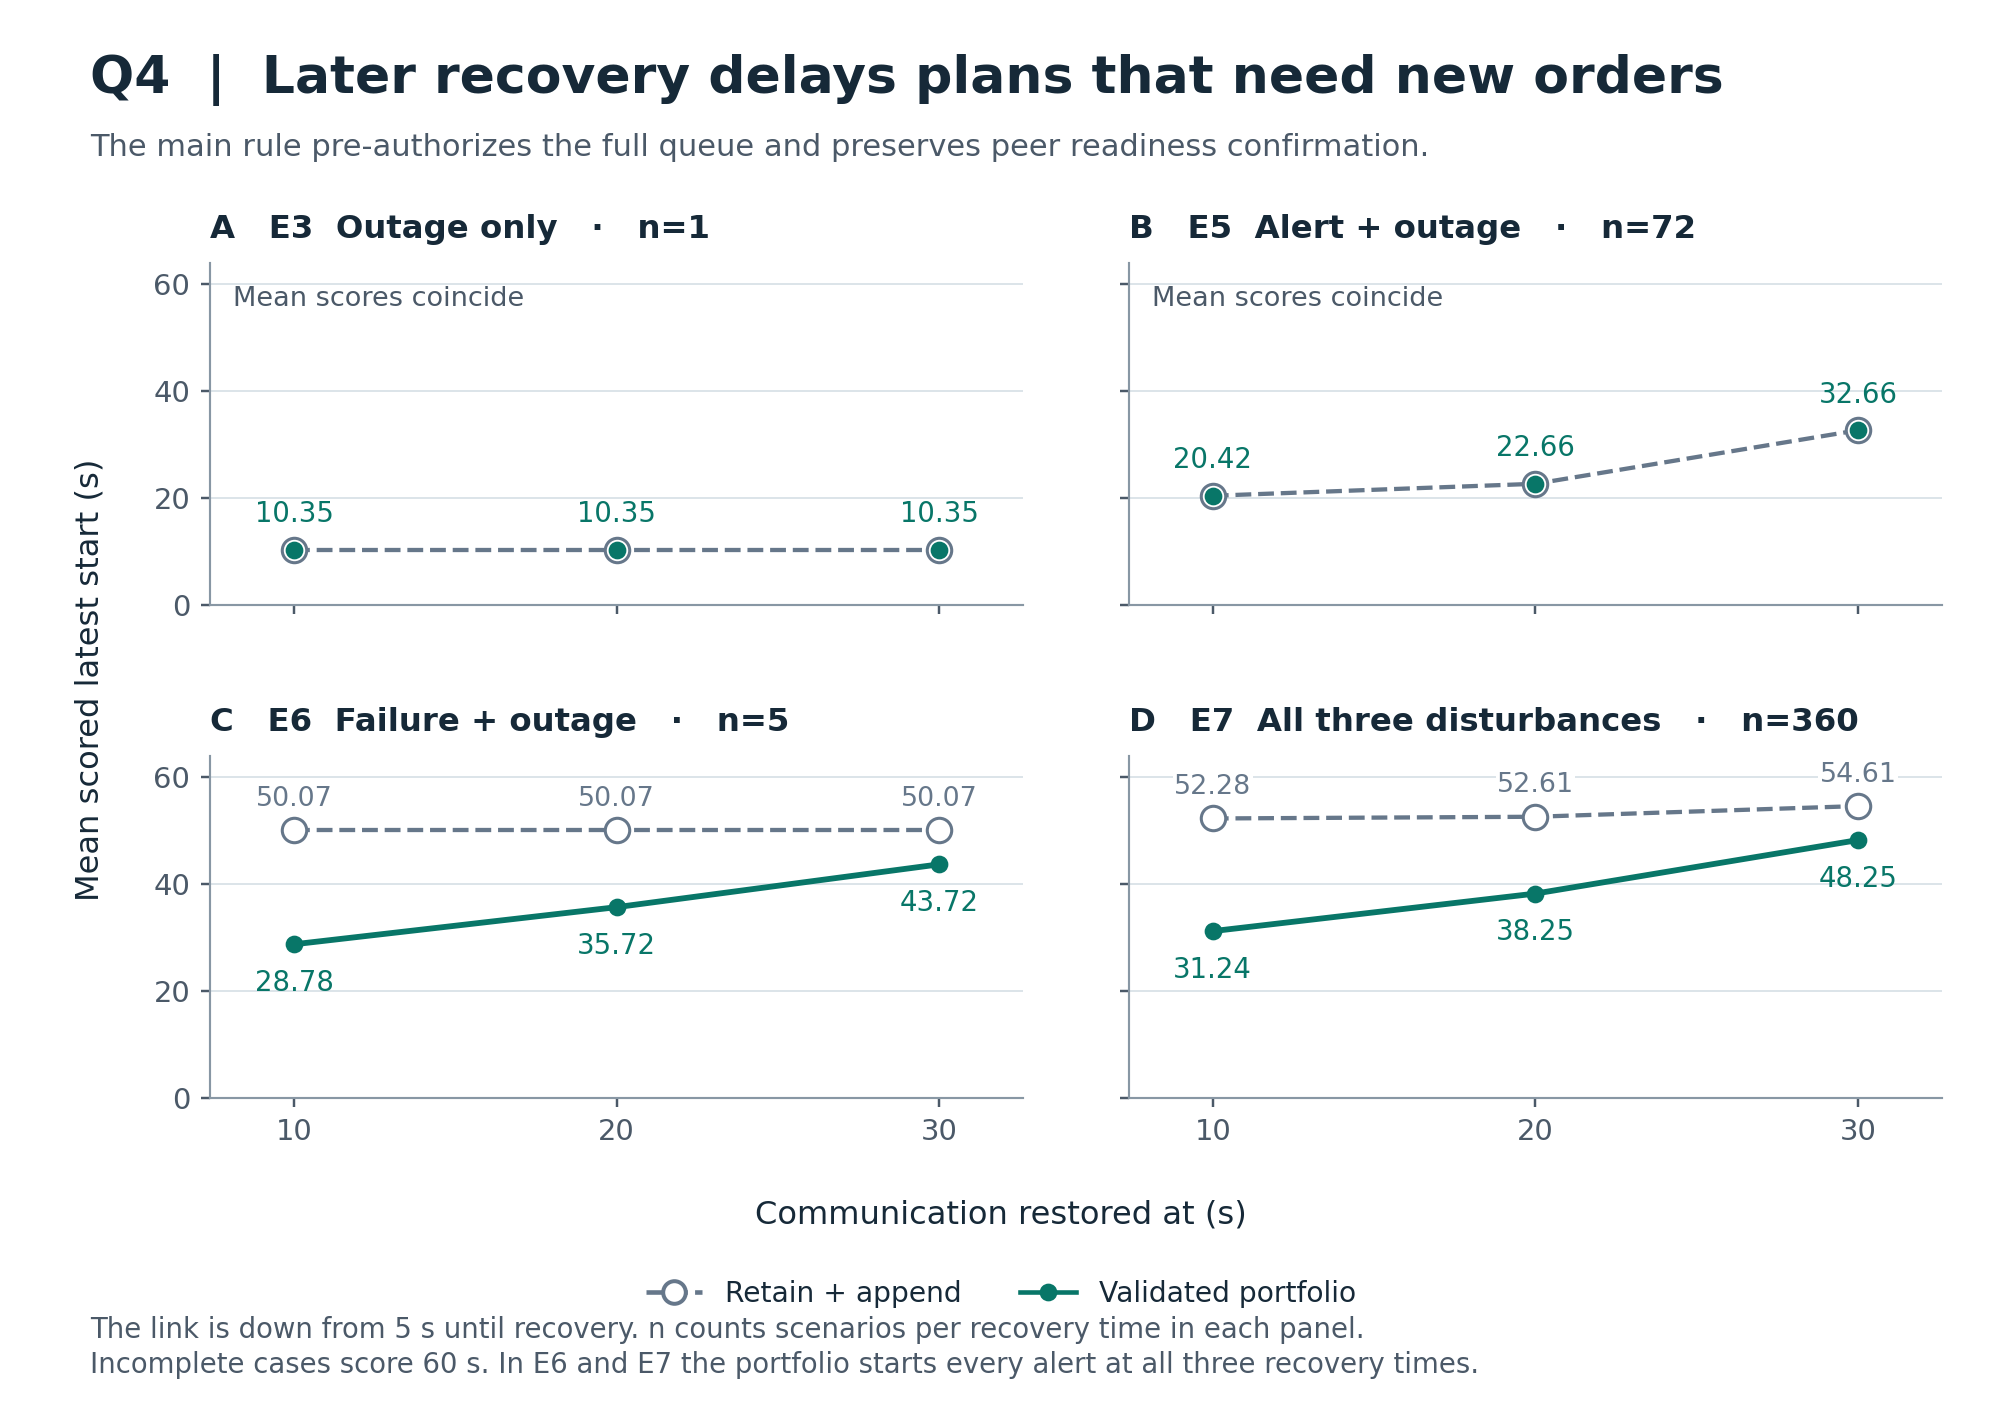 Q4 | Later recovery delays plans that need new orders
The main rule pre-authorizes the full queue and preserves peer readiness confirmation.
Mean scored latest start (s)
A E3 Outage only · n=1
60
40
20
0
Mean scores coincide
10.35 10.35 10.35
B E5 Alert + outage · n=72
Mean scores coincide
20.42 22.66 32.66
C E6 Failure + outage · n=5
60
40
20
0
50.07 50.07 50.07
28.78 35.72 43.72
10 20 30
D E7 All three disturbances · n=360
52.28 52.61 54.61
31.24 38.25 48.25
10 20 30
Communication restored at (s)
Retain + append Validated portfolio
The link is down from 5 s until recovery. n counts scenarios per recovery time in each panel.
Incomplete cases score 60 s. In E6 and E7 the portfolio starts every alert at all three recovery times.